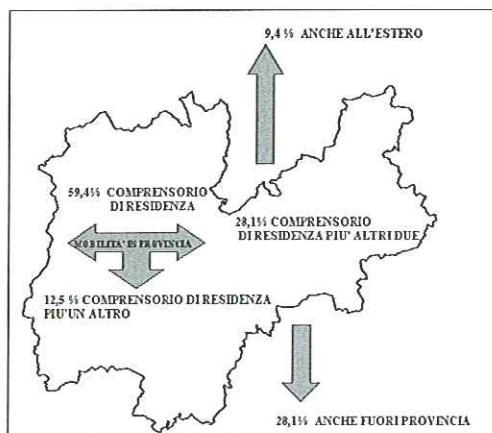 9,4 % ANCHE ALL'ESTERO
59,4% COMPRENSORIO
DI RESIDENZA
28,1% COMPRENSORIO
DI RESIDENZA PIU' ALTRI DUE
MOBILITA' IN PROVINCIA
12,5 % COMPRENSORIO DI RESIDENZA
PIU'UN ALTRO
28,1% ANCHE FUORI PROVINCIA